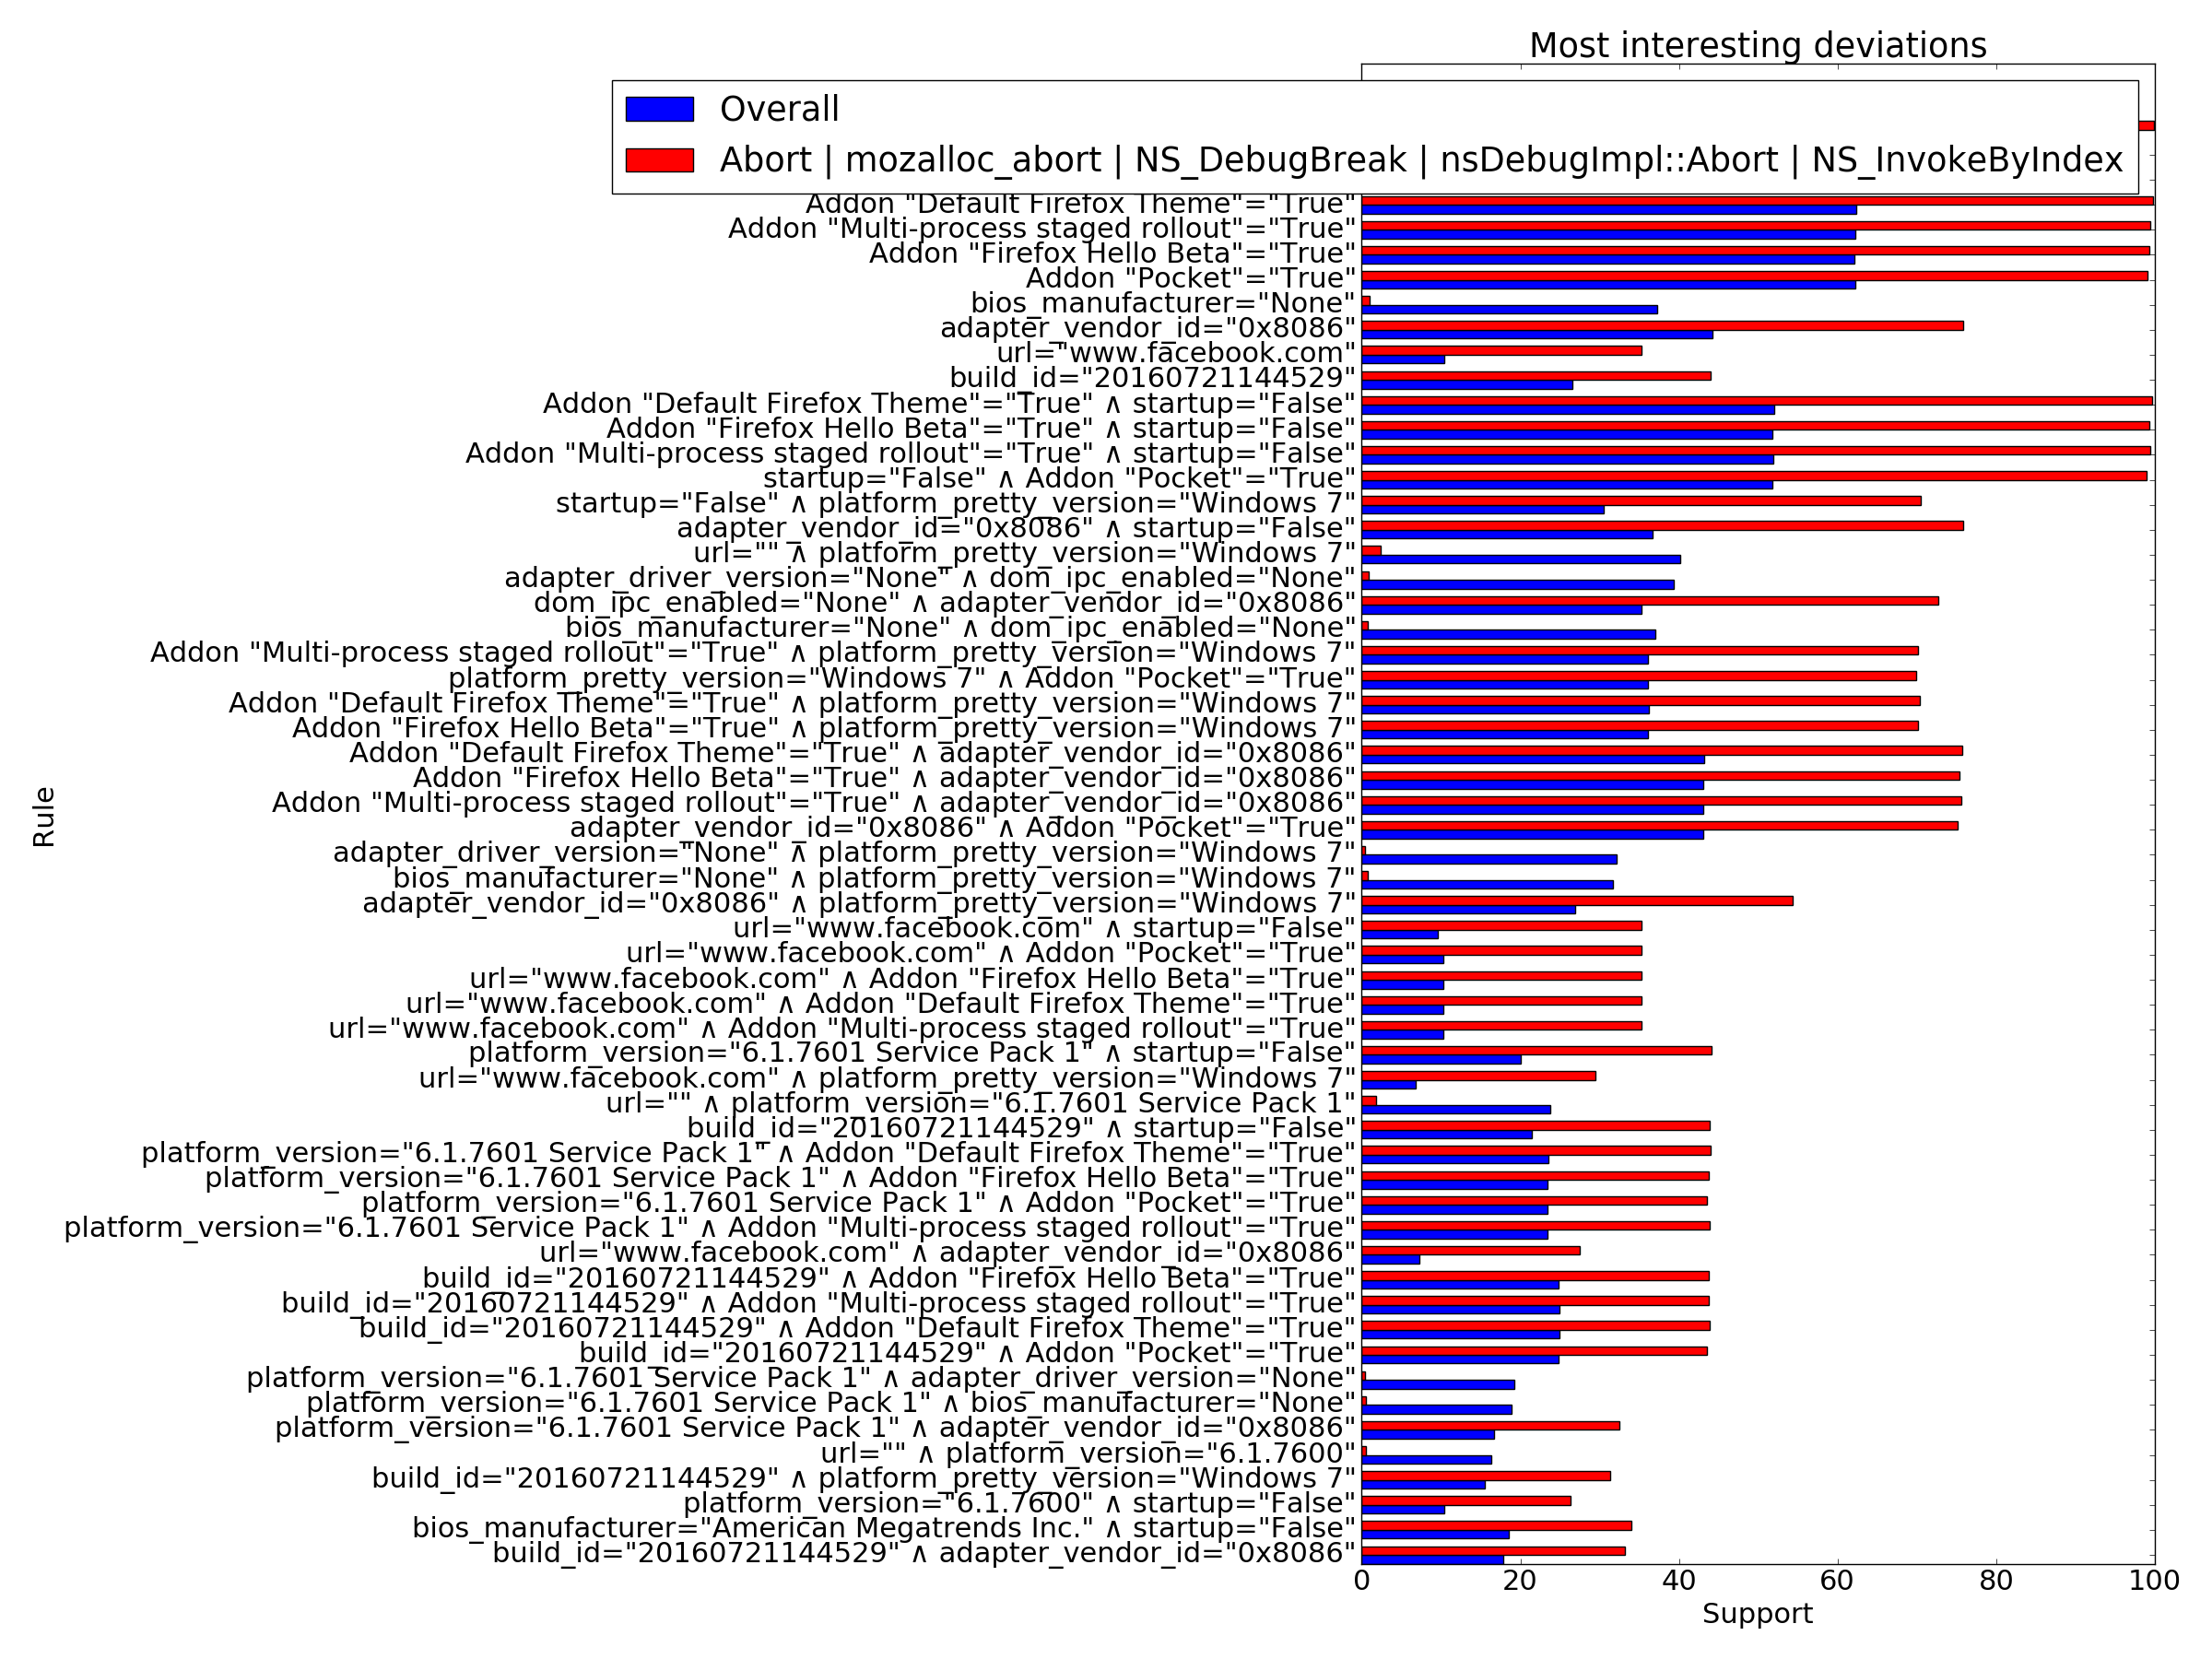 Most interesting deviations
Overall
Abort | mozalloc_abort | NS_DebugBreak | nsDebugImpl::Abort | NS_InvokeByIndex
Addon "Default Firefox Theme"="True"
Addon "Multi-process staged rollout"="True"
Addon "Firefox Hello Beta"="True"
Addon "Pocket"="True"
bios_manufacturer="None"
adapter_vendor_id="0x8086"
url="www.facebook.com"
build_id="20160721144529"
Addon "Default Firefox Theme"="True" ∧ startup="False"
Addon "Firefox Hello Beta"="True" ∧ startup="False"
Addon "Multi-process staged rollout"="True" ∧ startup="False"
startup="False" ∧ Addon "Pocket"="True"
startup="False" ∧ platform_pretty_version="Windows 7"
adapter_vendor_id="0x8086" ∧ startup="False"
url="" ∧ platform_pretty_version="Windows 7"
adapter_driver_version="None" ∧ dom_ipc_enabled="None"
dom_ipc_enabled="None" ∧ adapter_vendor_id="0x8086"
bios_manufacturer="None" ∧ dom_ipc_enabled="None"
Addon "Multi-process staged rollout"="True" ∧ platform_pretty_version="Windows 7"
platform_pretty_version="Windows 7" ∧ Addon "Pocket"="True"
Addon "Default Firefox Theme"="True" ∧ platform_pretty_version="Windows 7"
Addon "Firefox Hello Beta"="True" ∧ platform_pretty_version="Windows 7"
Addon "Default Firefox Theme"="True" ∧ adapter_vendor_id="0x8086"
Addon "Firefox Hello Beta"="True" ∧ adapter_vendor_id="0x8086"
Addon "Multi-process staged rollout"="True" ∧ adapter_vendor_id="0x8086"
adapter_vendor_id="0x8086" ∧ Addon "Pocket"="True"
adapter_driver_version="None" ∧ platform_pretty_version="Windows 7"
bios_manufacturer="None" ∧ platform_pretty_version="Windows 7"
adapter_vendor_id="0x8086" ∧ platform_pretty_version="Windows 7"
url="www.facebook.com" ∧ startup="False"
url="www.facebook.com" ∧ Addon "Pocket"="True"
url="www.facebook.com" ∧ Addon "Firefox Hello Beta"="True"
url="www.facebook.com" ∧ Addon "Default Firefox Theme"="True"
url="www.facebook.com" ∧ Addon "Multi-process staged rollout"="True"
platform_version="6.1.7601 Service Pack 1" ∧ startup="False"
url="www.facebook.com" ∧ platform_pretty_version="Windows 7"
url="" ∧ platform_version="6.1.7601 Service Pack 1"
build_id="20160721144529" ∧ startup="False"
platform_version="6.1.7601 Service Pack 1" ∧ Addon "Default Firefox Theme"="True"
platform_version="6.1.7601 Service Pack 1" ∧ Addon "Firefox Hello Beta"="True"
platform_version="6.1.7601 Service Pack 1" ∧ Addon "Pocket"="True"
platform_version="6.1.7601 Service Pack 1" ∧ Addon "Multi-process staged rollout"="True"
url="www.facebook.com" ∧ adapter_vendor_id="0x8086"
build_id="20160721144529" ∧ Addon "Firefox Hello Beta"="True"
build_id="20160721144529" ∧ Addon "Multi-process staged rollout"="True"
build_id="20160721144529" ∧ Addon "Default Firefox Theme"="True"
build_id="20160721144529" ∧ Addon "Pocket"="True"
platform_version="6.1.7601 Service Pack 1" ∧ adapter_driver_version="None"
platform_version="6.1.7601 Service Pack 1" ∧ bios_manufacturer="None"
platform_version="6.1.7601 Service Pack 1" ∧ adapter_vendor_id="0x8086"
url="" ∧ platform_version="6.1.7600"
build_id="20160721144529" ∧ platform_pretty_version="Windows 7"
platform_version="6.1.7600" ∧ startup="False"
bios_manufacturer="American Megatrends Inc." ∧ startup="False"
build_id="20160721144529" ∧ adapter_vendor_id="0x8086"
Rule
0 20 40 60 80 100
Support